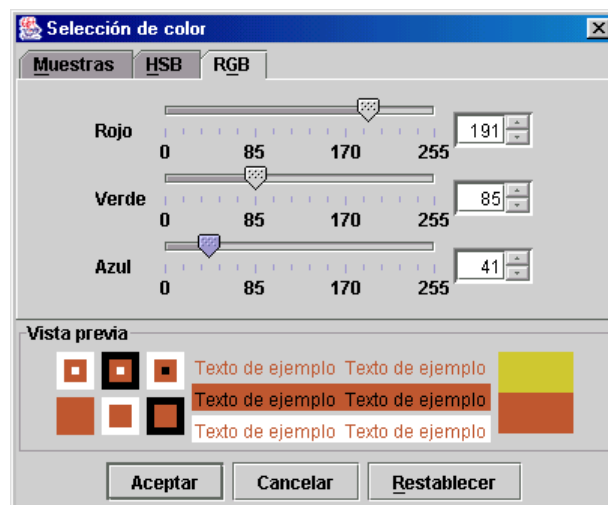 Selección de color
Muestras HSB RGB
Rojo 191
0 85 170 255
Verde 85
0 85 170 255
Azul 41
0 85 170 255
Vista previa
Texto de ejemplo Texto de ejemplo
Texto de ejemplo Texto de ejemplo
Texto de ejemplo Texto de ejemplo
Aceptar Cancelar Restablecer